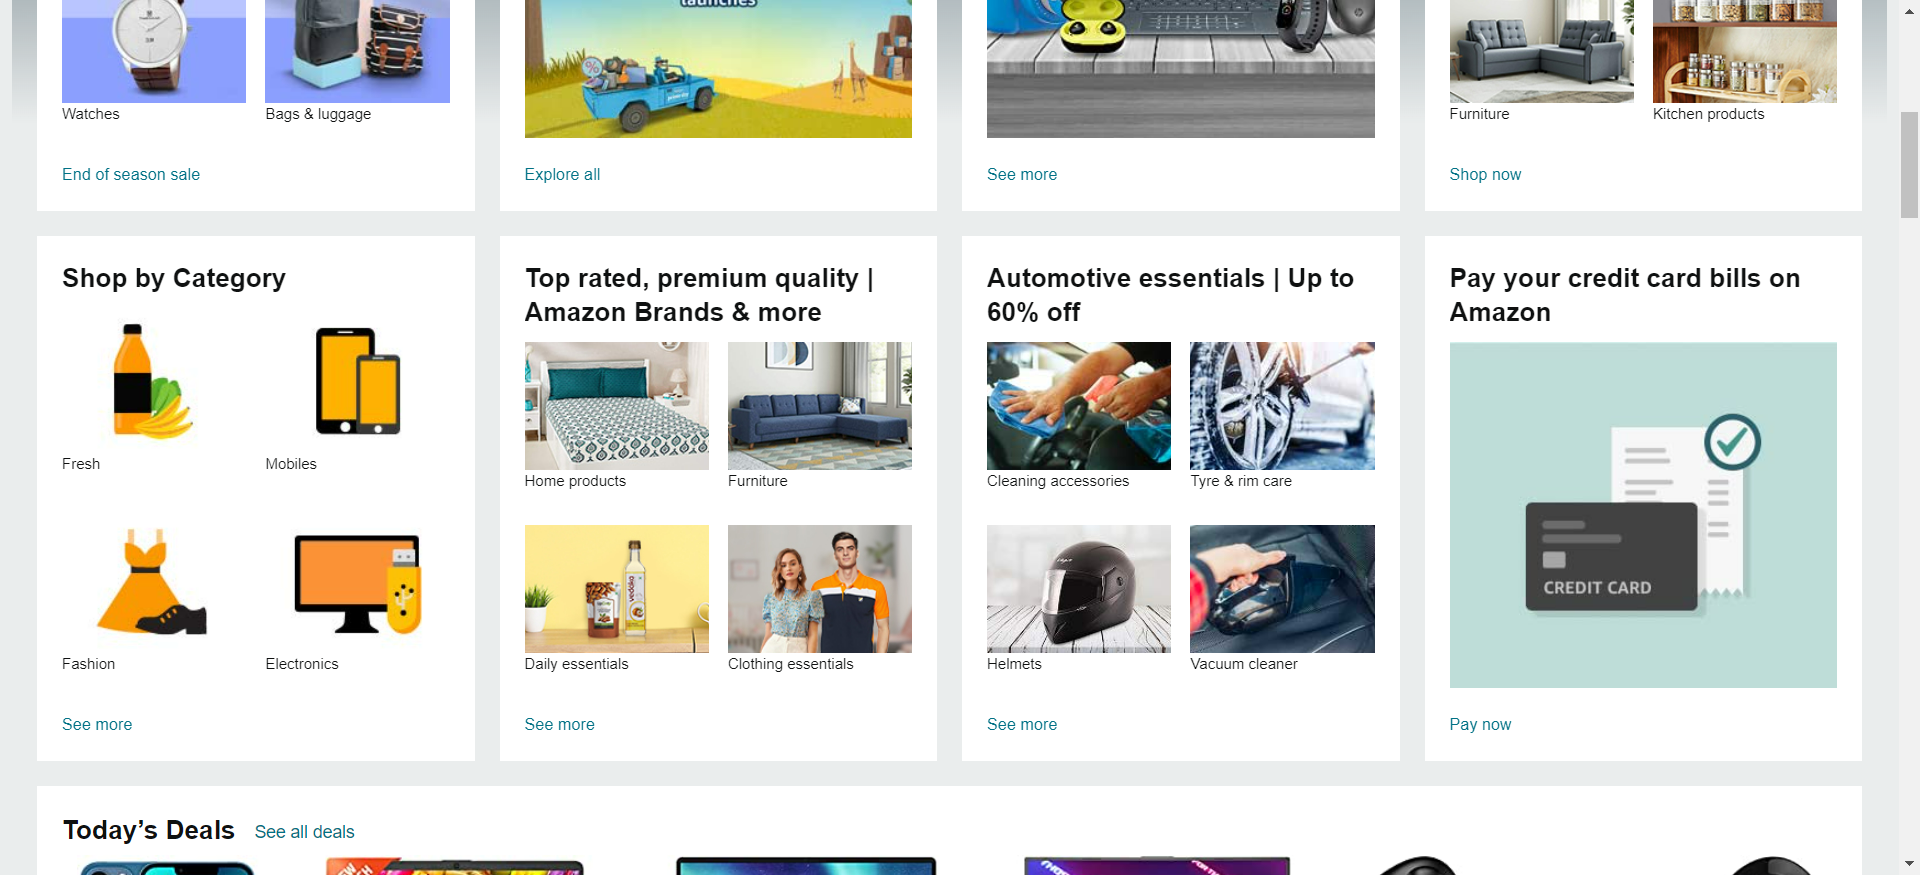 launches
Watches
Bags & luggage
Furniture
Kitchen products
End of season sale
Explore all
See more
Shop now
Shop by Category
Fresh
Mobiles
Fashion
Electronics
See more
Top rated, premium quality |
Amazon Brands & more
Home products
Furniture
Daily essentials
Clothing essentials
See more
Automotive essentials | Up to
60% off
Cleaning accessories
Tyre & rim care
Helmets
Vacuum cleaner
See more
Pay your credit card bills on
Amazon
CREDIT CARD
Pay now
Today’s Deals
See all deals